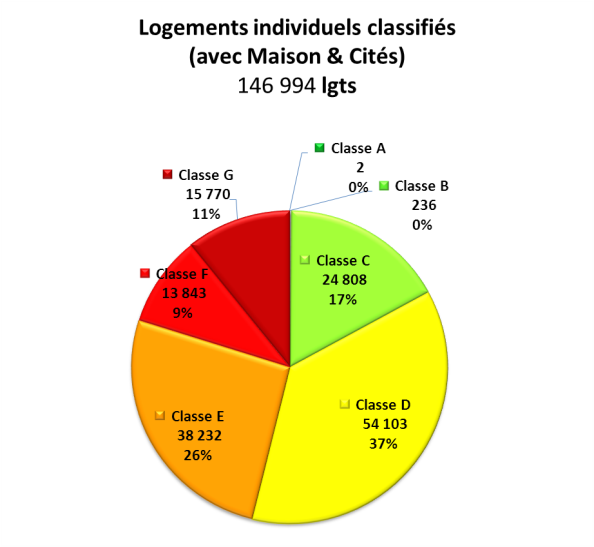 Logements individuels classifiés
(avec Maison & Cités)
146 994 lgts
Classe A
2
0%
Classe B
236
0%
Classe G
15 770
11%
Classe C
24 808
17%
Classe F
13 843
9%
Classe D
54 103
37%
Classe E
38 232
26%